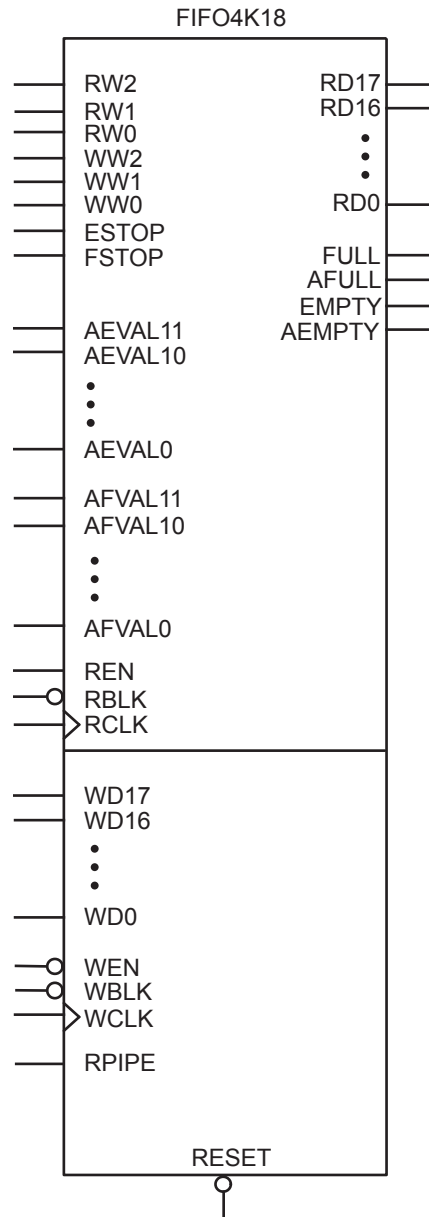 FIFO4K18
RW2
RD17
RW1
RD16
RW0
WW2
WW1
WW0
RD0
ESTOP
FSTOP
FULL
AFULL
EMPTY
AEVAL11
AEMPTY
AEVAL10
AEVAL0
AFVAL11
AFVAL10
AFVAL0
REN
RBLK
RCLK
WD17
WD16
WD0
WEN
WBLK
WCLK
RPIPE
RESET